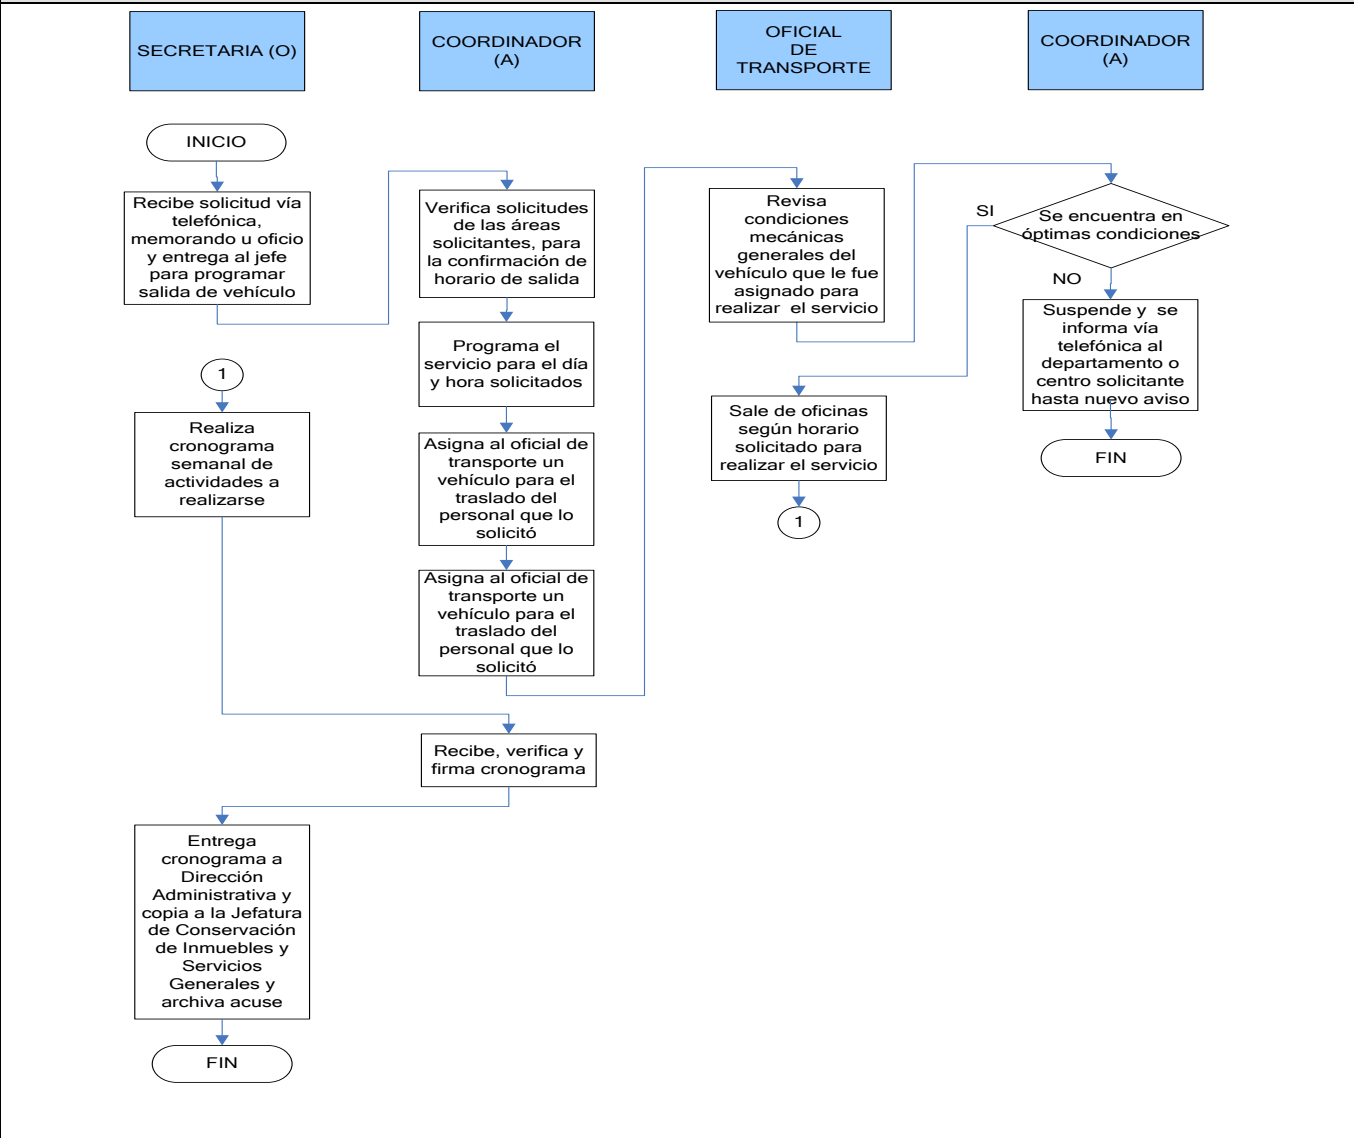 SECRETARIA (O)
COORDINADOR
(A)
OFICIAL
DE
TRANSPORTE
COORDINADOR
(A)
INICIO
Recibe solicitud vía
telefónica,
memorando u oficio
y entrega al jefe
para programar
salida de vehículo
Verifica solicitudes
de las áreas
solicitantes, para
la confirmación de
horario de salida
Programa el
servicio para el día
y hora solicitados
Asigna al oficial de
transporte un
vehículo para el
traslado del
personal que lo
solicitó
Asigna al oficial de
transporte un
vehículo para el
traslado del
personal que lo
solicitó
Revisa
condiciones
mecánicas
generales del
vehículo que le fue
asignado para
realizar el servicio
Se encuentra en
óptimas condiciones
SI
NO
Suspende y se
informa vía
telefónica al
departamento o
centro solicitante
hasta nuevo aviso
FIN
Sale de oficinas
según horario
solicitado para
realizar el servicio
1
1
Realiza
cronograma
semanal de
actividades a
realizarse
Recibe, verifica y
firma cronograma
Entrega
cronograma a
Dirección
Administrativa y
copia a la Jefatura
de Conservación
de Inmuebles y
Servicios
Generales y
archiva acuse
FIN